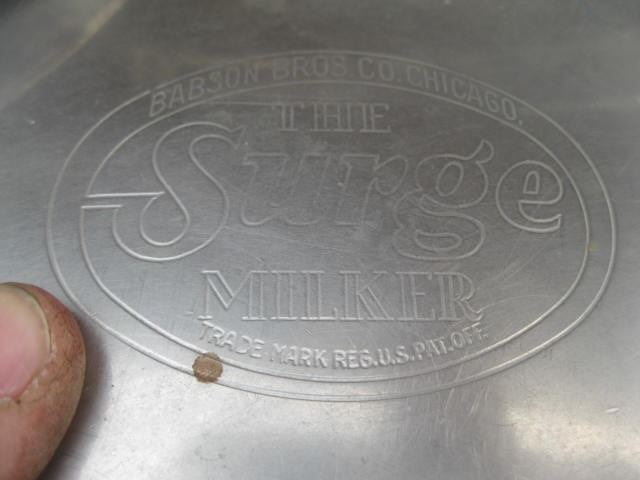 BABSON BROS. CO. CHICAGO.
THE
Surge
MILKER
TRADE MARK REG.U.S.PAT.OFF.